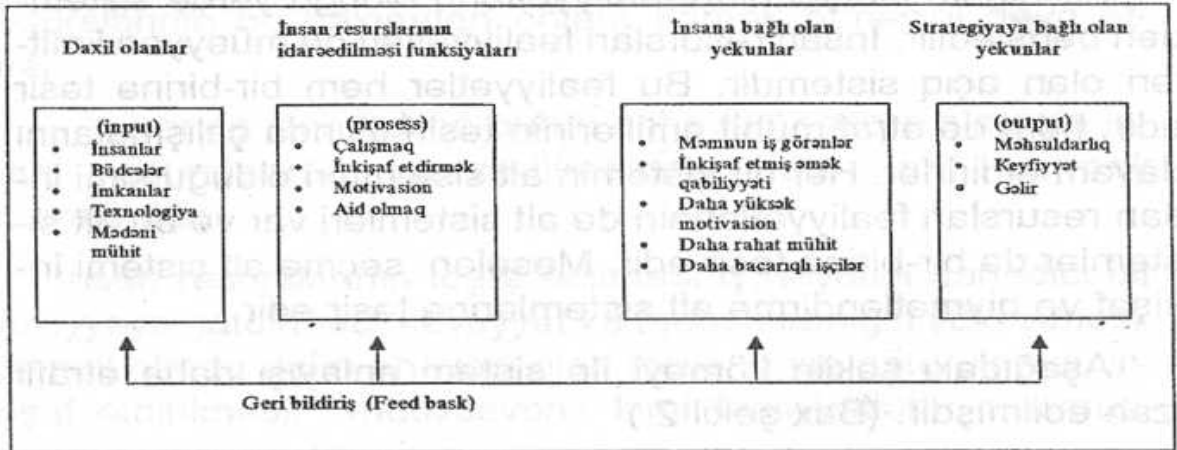 Daxil olanlar
İnsan resurslarının
idarəedilməsi funksiyaları
İnsana bağlı olan
yekunlar
Strategiyaya bağlı olan
yekunlar
(input)
• İnsanlar
• Büdcələr
• İmkanlar
• Texnologiya
• Mədəni
mühit
(prosess)
• Çalışmaq
• İnkişaf etdirmək
• Motivasion
• Aid olmaq
• Məmnun iş görənlər
• İnkişaf etmiş əmək
qabiliyyəti
• Daha yüksək
motivasion
• Daha rahat mühit
• Daha bacarıqlı işçilər
(output)
• Məhsuldarlıq
• Keyfiyyət
• Gəlir
Geri bildiriş (Feed bask)